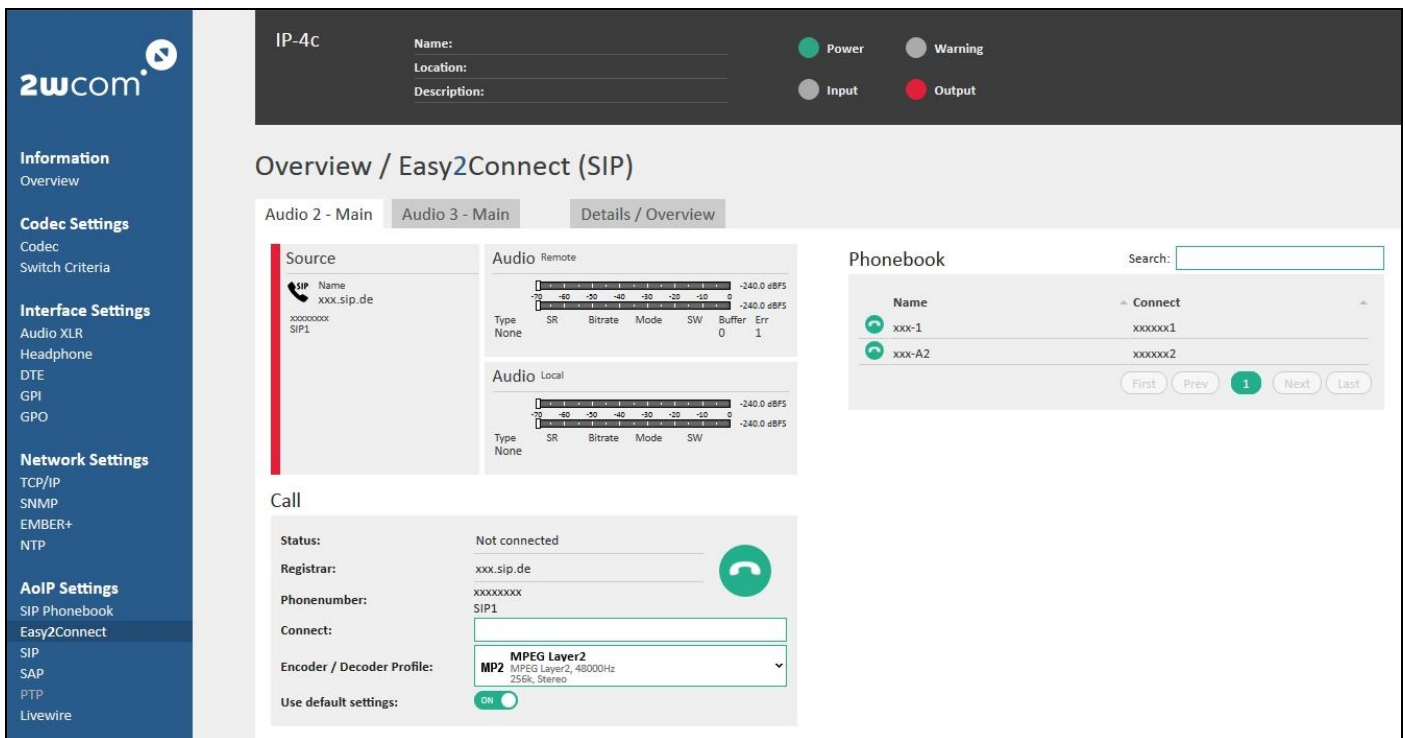 2wcom
Information
Overview
Codec Settings
Codec
Switch Criteria
Interface Settings
Audio XLR
Headphone
DTE
GPI
GPO
Network Settings
TCP/IP
SNMP
EMBER+
NTP
AoIP Settings
SIP Phonebook
Easy2Connect
SIP
SAP
PTP
Livewire
IP-4c
Name:
Location:
Description:
Power
Warning
Input
Output
Overview / Easy2Connect (SIP)
Audio 2 - Main
Audio 3 - Main
Details / Overview
Source
SIP Name
xxx.sip.de
xxxxxxxx
SIP1
Audio Remote
-240.0 dBFS
-70 -60 -50 -40 -30 -20 -10 0
-240.0 dBFS
Type SR Bitrate Mode SW Buffer Err
None 0 1
Audio Local
-240.0 dBFS
-70 -60 -50 -40 -30 -20 -10 0
-240.0 dBFS
Type SR Bitrate Mode SW
None
Call
Status: Not connected
Registrar: xxx.sip.de
Phonenumber: xxxxxxxx
SIP1
Connect:
Encoder / Decoder Profile: MP2 MPEG Layer2
MPEG Layer2, 48000Hz
256k, Stereo
Use default settings: ON
Phonebook Search:
Name Connect
xxx-1 xxxxxx1
xxx-A2 xxxxxx2
First Prev 1 Next Last